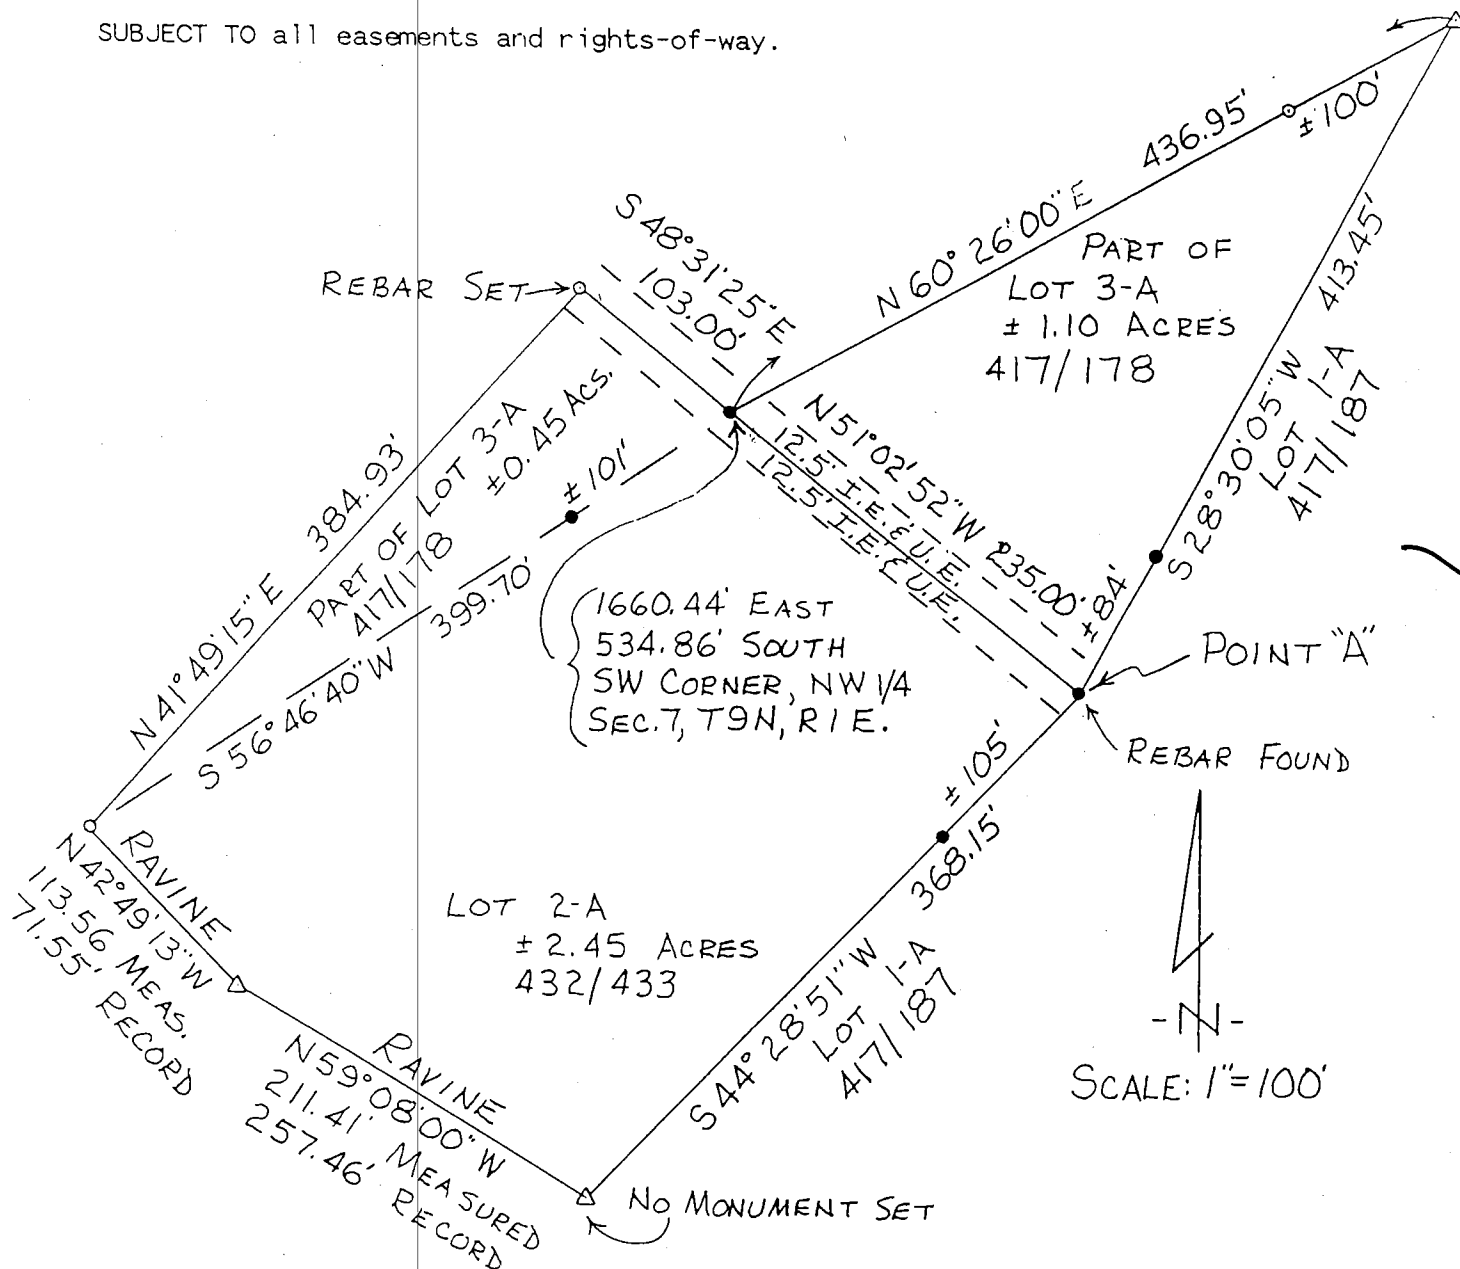 SUBJECT TO all easements and rights-of-way.
436.95'
±100'
N 60° 26' 00" E
S 48° 31' 25" E
103.00'
REBAR SET
PART OF
LOT 3-A
± 1.10 ACRES
417/178
413.45'
S 28° 30' 05" W
LOT 1-A
417/187
N 51° 02' 52" W 235.00'
12.5' I.E. & U.E.
12.5' I.E. & U.E.
±84'
384.93'
N 41° 49' 15" E
PART OF LOT 3-A
±0.45 Acs.
417/178
±101'
S 56° 46' 40" W 399.70'
1660.44' EAST
534.86' SOUTH
SW CORNER, NW 1/4
SEC. 7, T9N, R1E.
POINT "A"
REBAR FOUND
±105'
368.15'
S 44° 28' 51" W
LOT 1-A
417/187
LOT 2-A
± 2.45 ACRES
432/433
RAVINE
N 42° 49' 13" W
113.56 MEAS.
71.55' RECORD
RAVINE
N 59° 08' 00" W
211.41' MEASURED
257.46' RECORD
NO MONUMENT SET
-N-
SCALE: 1"=100'